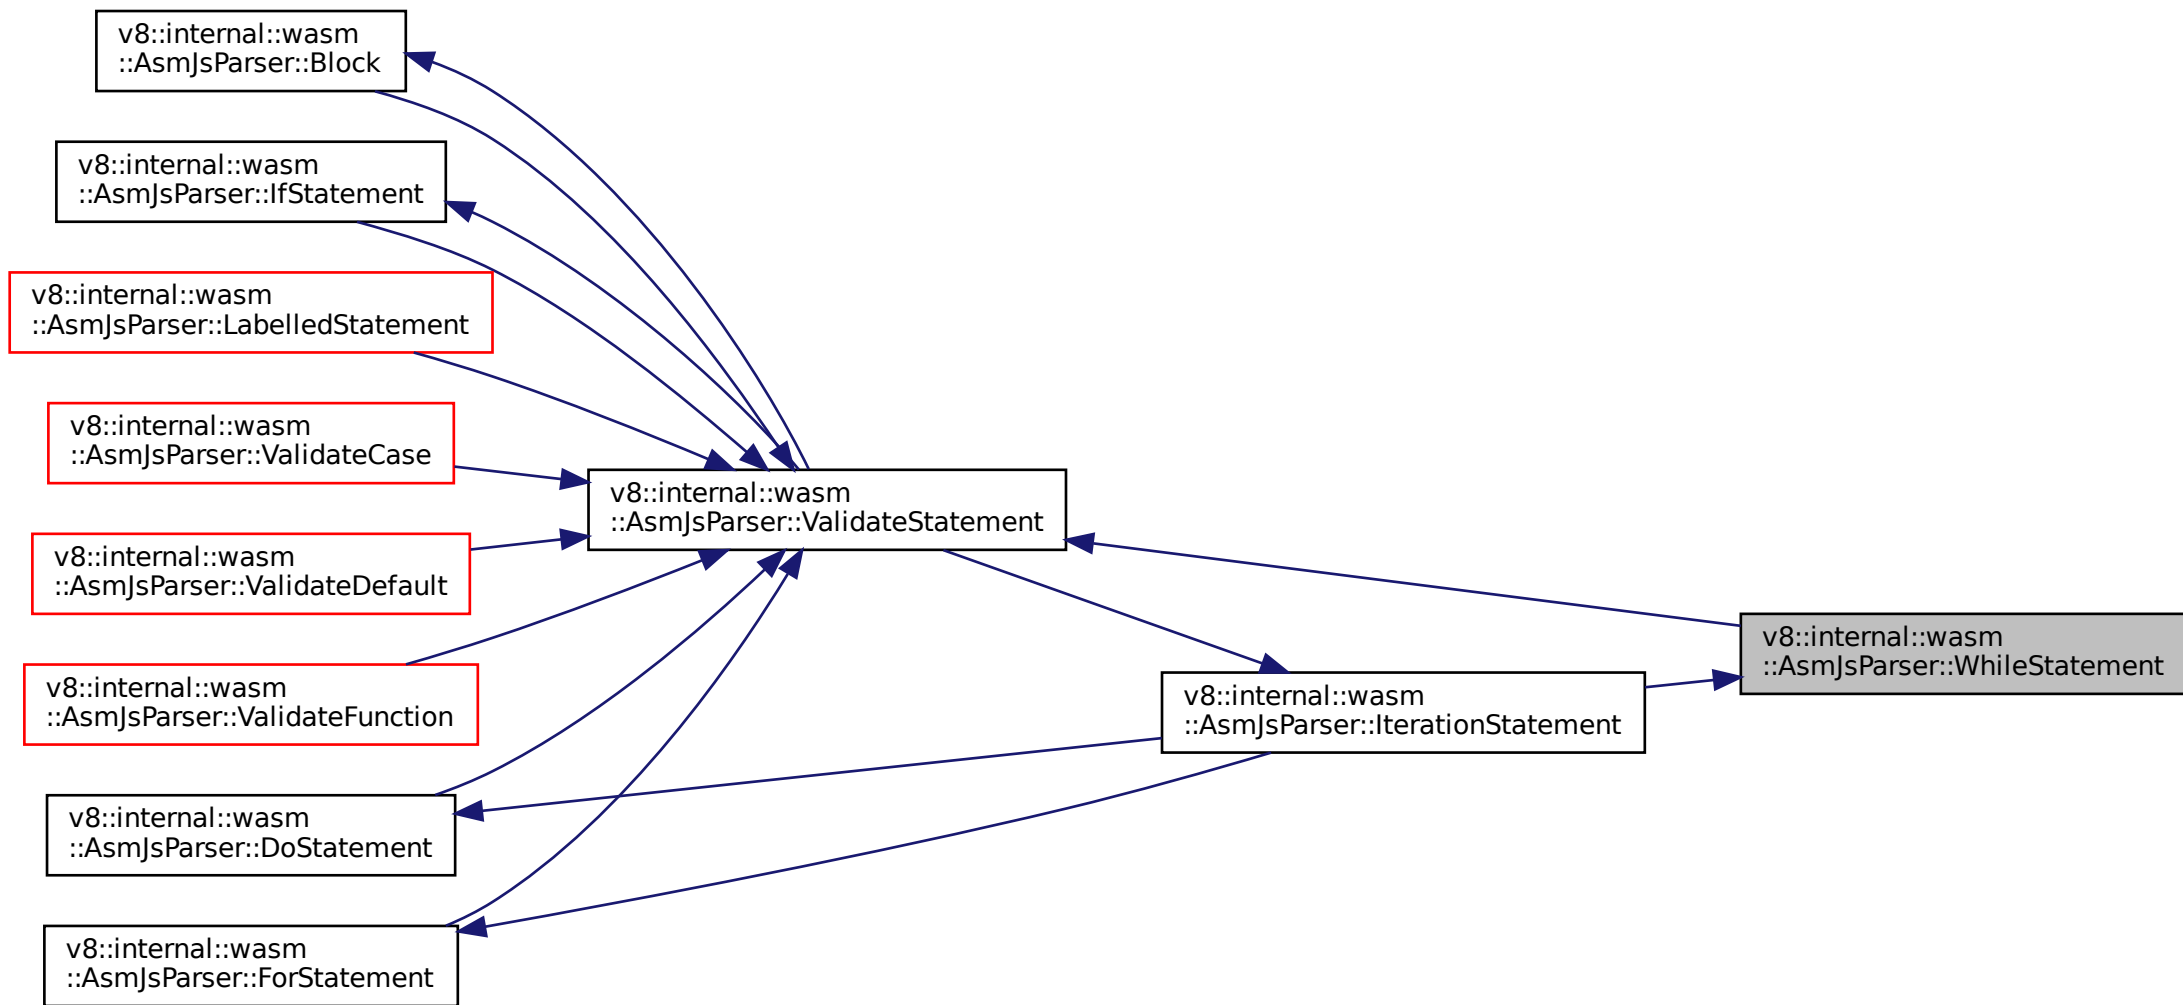 v8::internal::wasm
::AsmJsParser::Block
v8::internal::wasm
::AsmJsParser::IfStatement
v8::internal::wasm
::AsmJsParser::LabelledStatement
v8::internal::wasm
::AsmJsParser::ValidateCase
v8::internal::wasm
::AsmJsParser::ValidateDefault
v8::internal::wasm
::AsmJsParser::ValidateFunction
v8::internal::wasm
::AsmJsParser::DoStatement
v8::internal::wasm
::AsmJsParser::ForStatement
v8::internal::wasm
::AsmJsParser::ValidateStatement
v8::internal::wasm
::AsmJsParser::IterationStatement
v8::internal::wasm
::AsmJsParser::WhileStatement